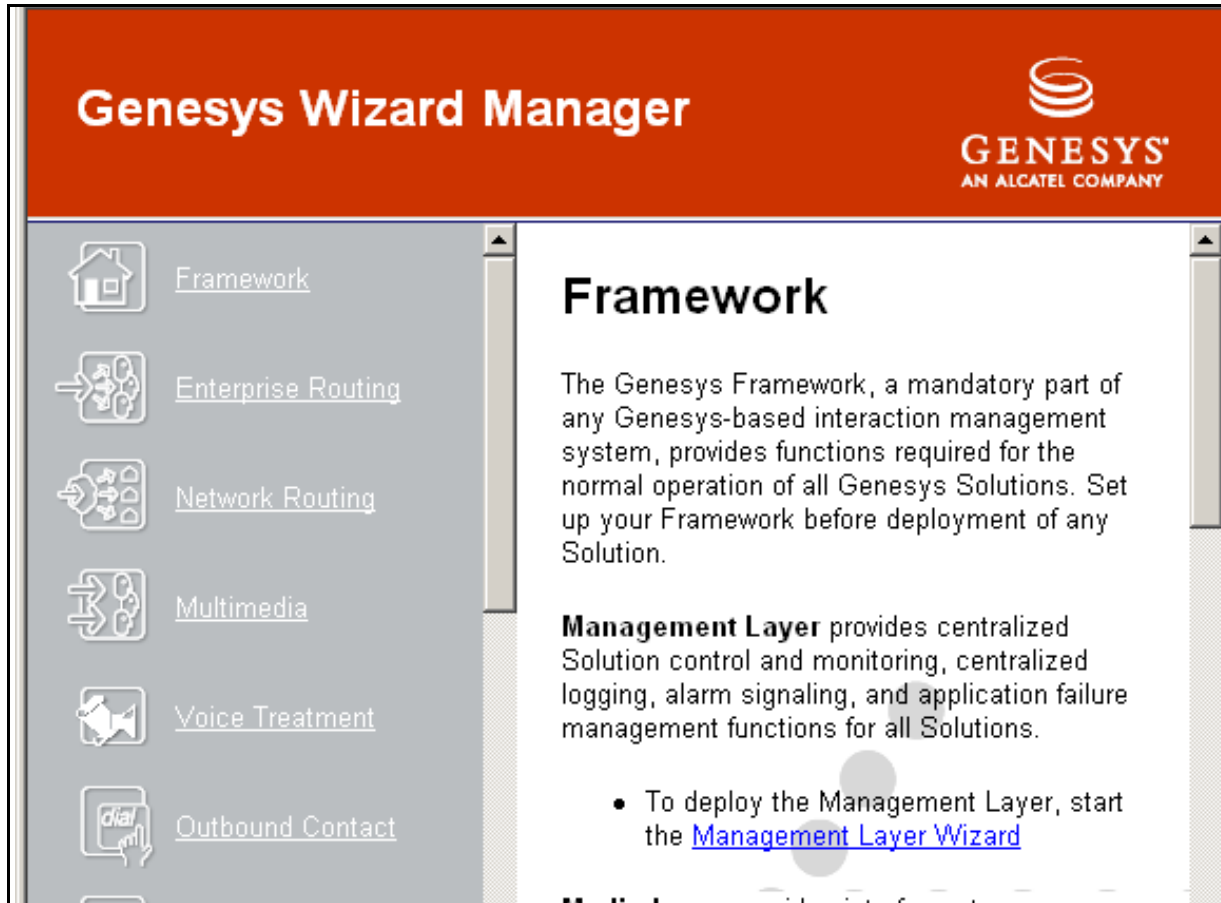 Genesys Wizard Manager
GENESYS
AN ALCATEL COMPANY
Framework
Enterprise Routing
Network Routing
Multimedia
Voice Treatment
dial
Outbound Contact
Framework
The Genesys Framework, a mandatory part of
any Genesys-based interaction management
system, provides functions required for the
normal operation of all Genesys Solutions. Set
up your Framework before deployment of any
Solution.
Management Layer provides centralized
Solution control and monitoring, centralized
logging, alarm signaling, and application failure
management functions for all Solutions.
• To deploy the Management Layer, start
the Management Layer Wizard